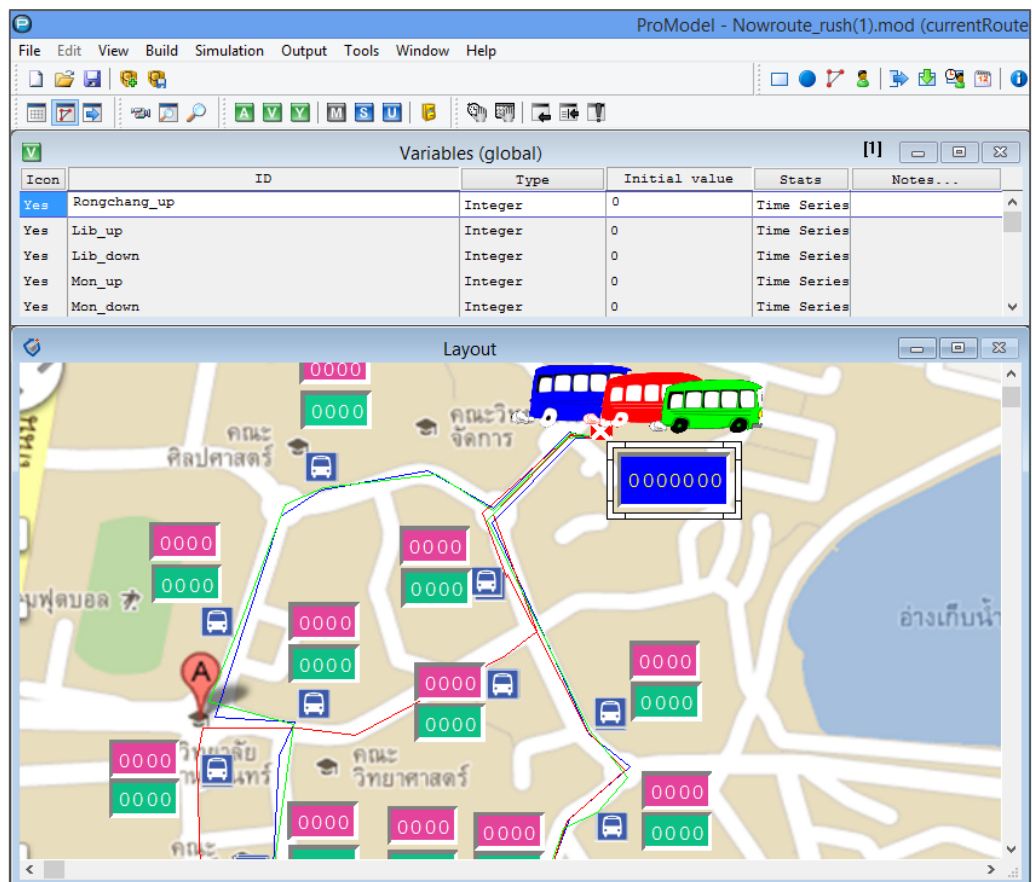 ProModel - Nowroute_rush(1).mod (currentRoute
File Edit View Build Simulation Output Tools Window Help
A V Y M S U
V Variables (global) [1]
Icon ID Type Initial value Stats Notes...
Yes Rongchang_up Integer 0 Time Series
Yes Lib_up Integer 0 Time Series
Yes Lib_down Integer 0 Time Series
Yes Mon_up Integer 0 Time Series
Yes Mon_down Integer 0 Time Series
Layout
0000
0000
คณะ
ศิลปศาสตร์
จัดการ
0000000
0000
0000
0000
0000
0000
0000
0000
0000
0000
0000
อ่างเก็บน้ำ
A
0000
0000
วิทยาลัย
คณะ
วิทยาศาสตร์
0000
0000
0000
0000
0000
คณะ